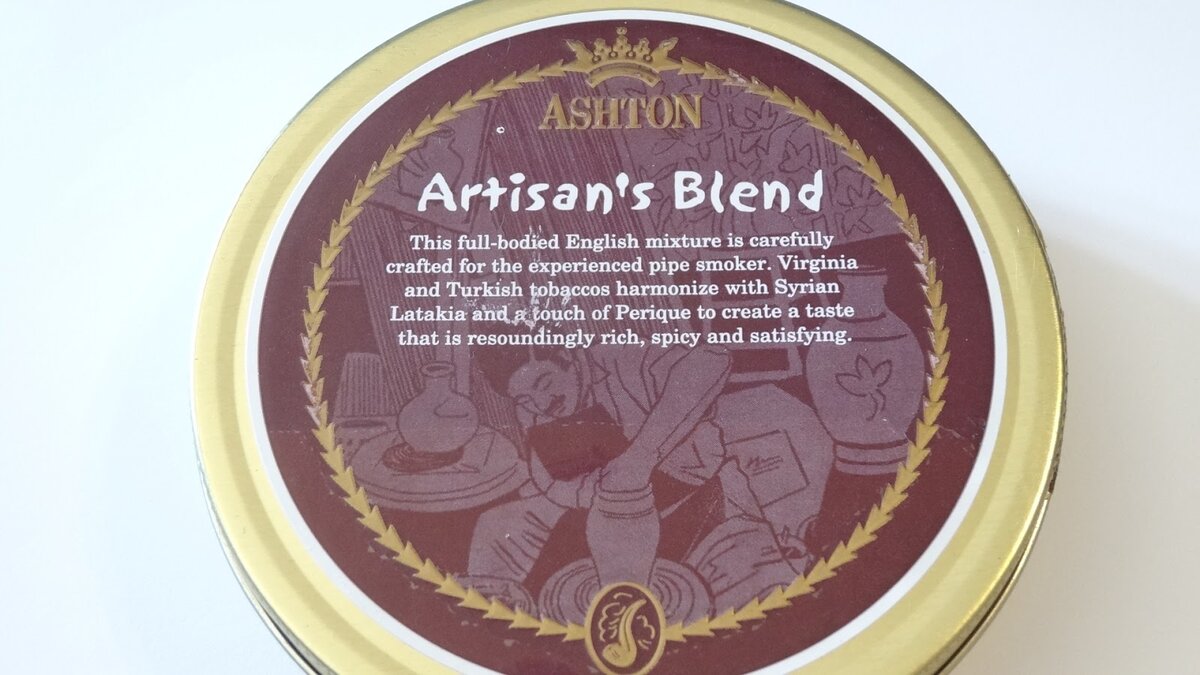 ASHTON
Artisan's Blend
This full-bodied English mixture is carefully
crafted for the experienced pipe smoker. Virginia
and Turkish tobaccos harmonize with Syrian
Latakia and a touch of Perique to create a taste
that is resoundingly rich, spicy and satisfying.